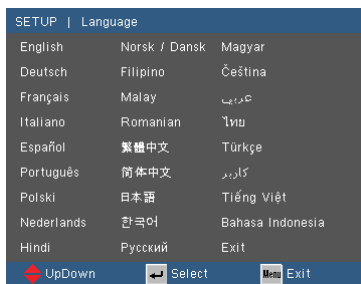 SETUP | Language
English Norsk / Dansk Magyar
Deutsch Filipino Čeština
Français Malay عربي
Italiano Romanian ไทย
Español 繁體中文 Türkçe
Português 简体中文 کاربر
Polski 日本語 Tiếng Việt
Nederlands 한국어 Bahasa Indonesia
Hindi Русский Exit
UpDown Select Menu Exit